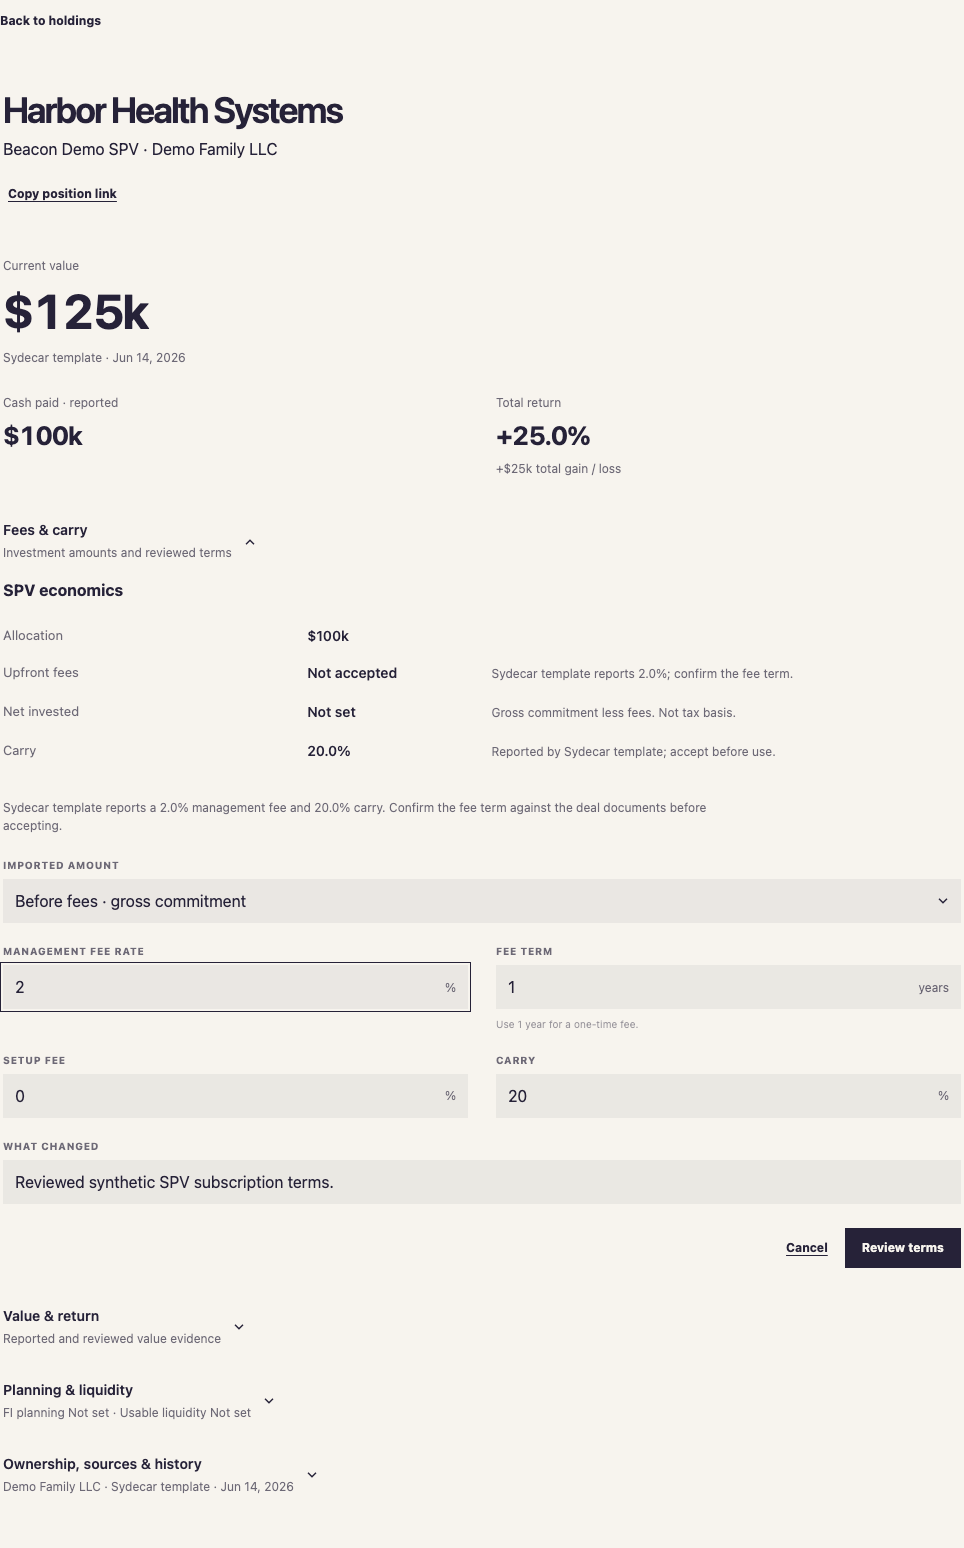 Back to holdings
Harbor Health Systems
Beacon Demo SPV · Demo Family LLC
Copy position link
Current value
$125k
Sydecar template · Jun 14, 2026
Cash paid · reported
$100k
Total return
+25.0%
+$25k total gain / loss
Fees & carry
Investment amounts and reviewed terms
SPV economics
Allocation $100k
Upfront fees Not accepted Sydecar template reports 2.0%; confirm the fee term.
Net invested Not set Gross commitment less fees. Not tax basis.
Carry 20.0% Reported by Sydecar template; accept before use.
Sydecar template reports a 2.0% management fee and 20.0% carry. Confirm the fee term against the deal documents before
accepting.
IMPORTED AMOUNT
Before fees · gross commitment
MANAGEMENT FEE RATE
2 %
FEE TERM
1 years
Use 1 year for a one-time fee.
SETUP FEE
0 %
CARRY
20 %
WHAT CHANGED
Reviewed synthetic SPV subscription terms.
Cancel Review terms
Value & return
Reported and reviewed value evidence
Planning & liquidity
FI planning Not set · Usable liquidity Not set
Ownership, sources & history
Demo Family LLC · Sydecar template · Jun 14, 2026